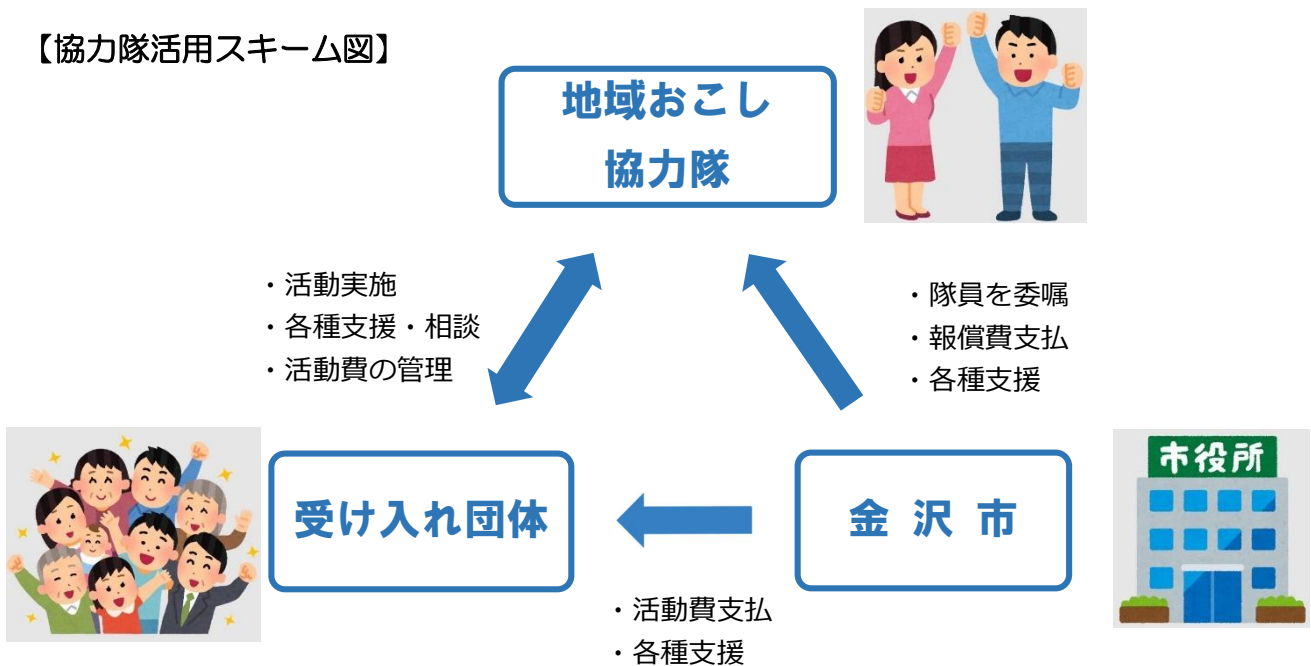 【協力隊活用スキーム図】
地域おこし
協力隊
・活動実施
・各種支援・相談
・活動費の管理
・隊員を委嘱
・報償費支払
・各種支援
受け入れ団体
金沢市
市役所
・活動費支払
・各種支援